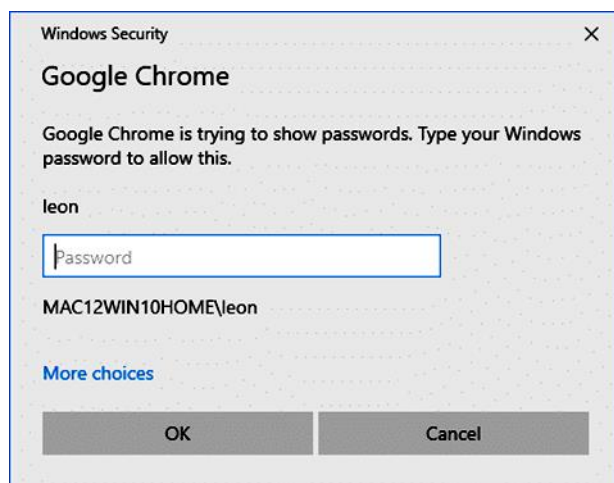 Windows Security
Google Chrome
Google Chrome is trying to show passwords. Type your Windows
password to allow this.
leon
Password
MAC12WIN10HOME\leon
More choices
OK Cancel